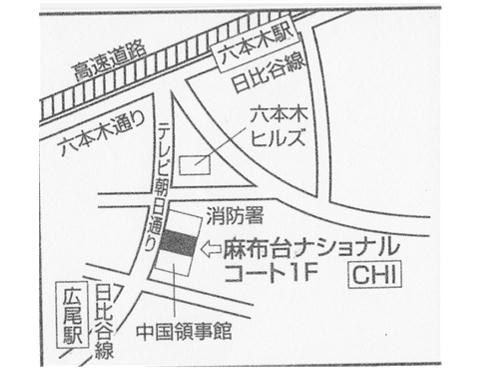 高速道路
六本木駅
日比谷線
六本木通り
六本木
ヒルズ
テレビ朝日通り
消防署
⇦麻布台ナショナル
コート1F
CHI
広尾駅
日比谷線
中国領事館